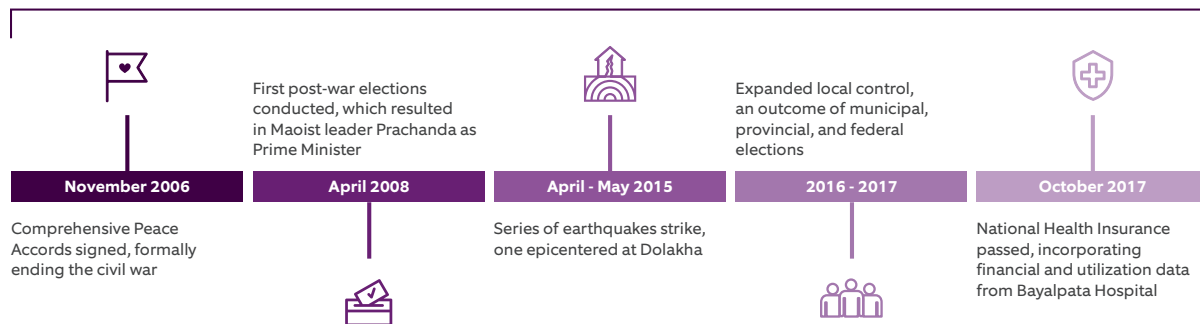 November 2006
Comprehensive Peace
Accords signed, formally
ending the civil war
First post-war elections
conducted, which resulted
in Maoist leader Prachanda as
Prime Minister
April 2008
April - May 2015
Series of earthquakes strike,
one epicentered at Dolakha
Expanded local control,
an outcome of municipal,
provincial, and federal
elections
2016 - 2017
October 2017
National Health Insurance
passed, incorporating
financial and utilization data
from Bayalpata Hospital